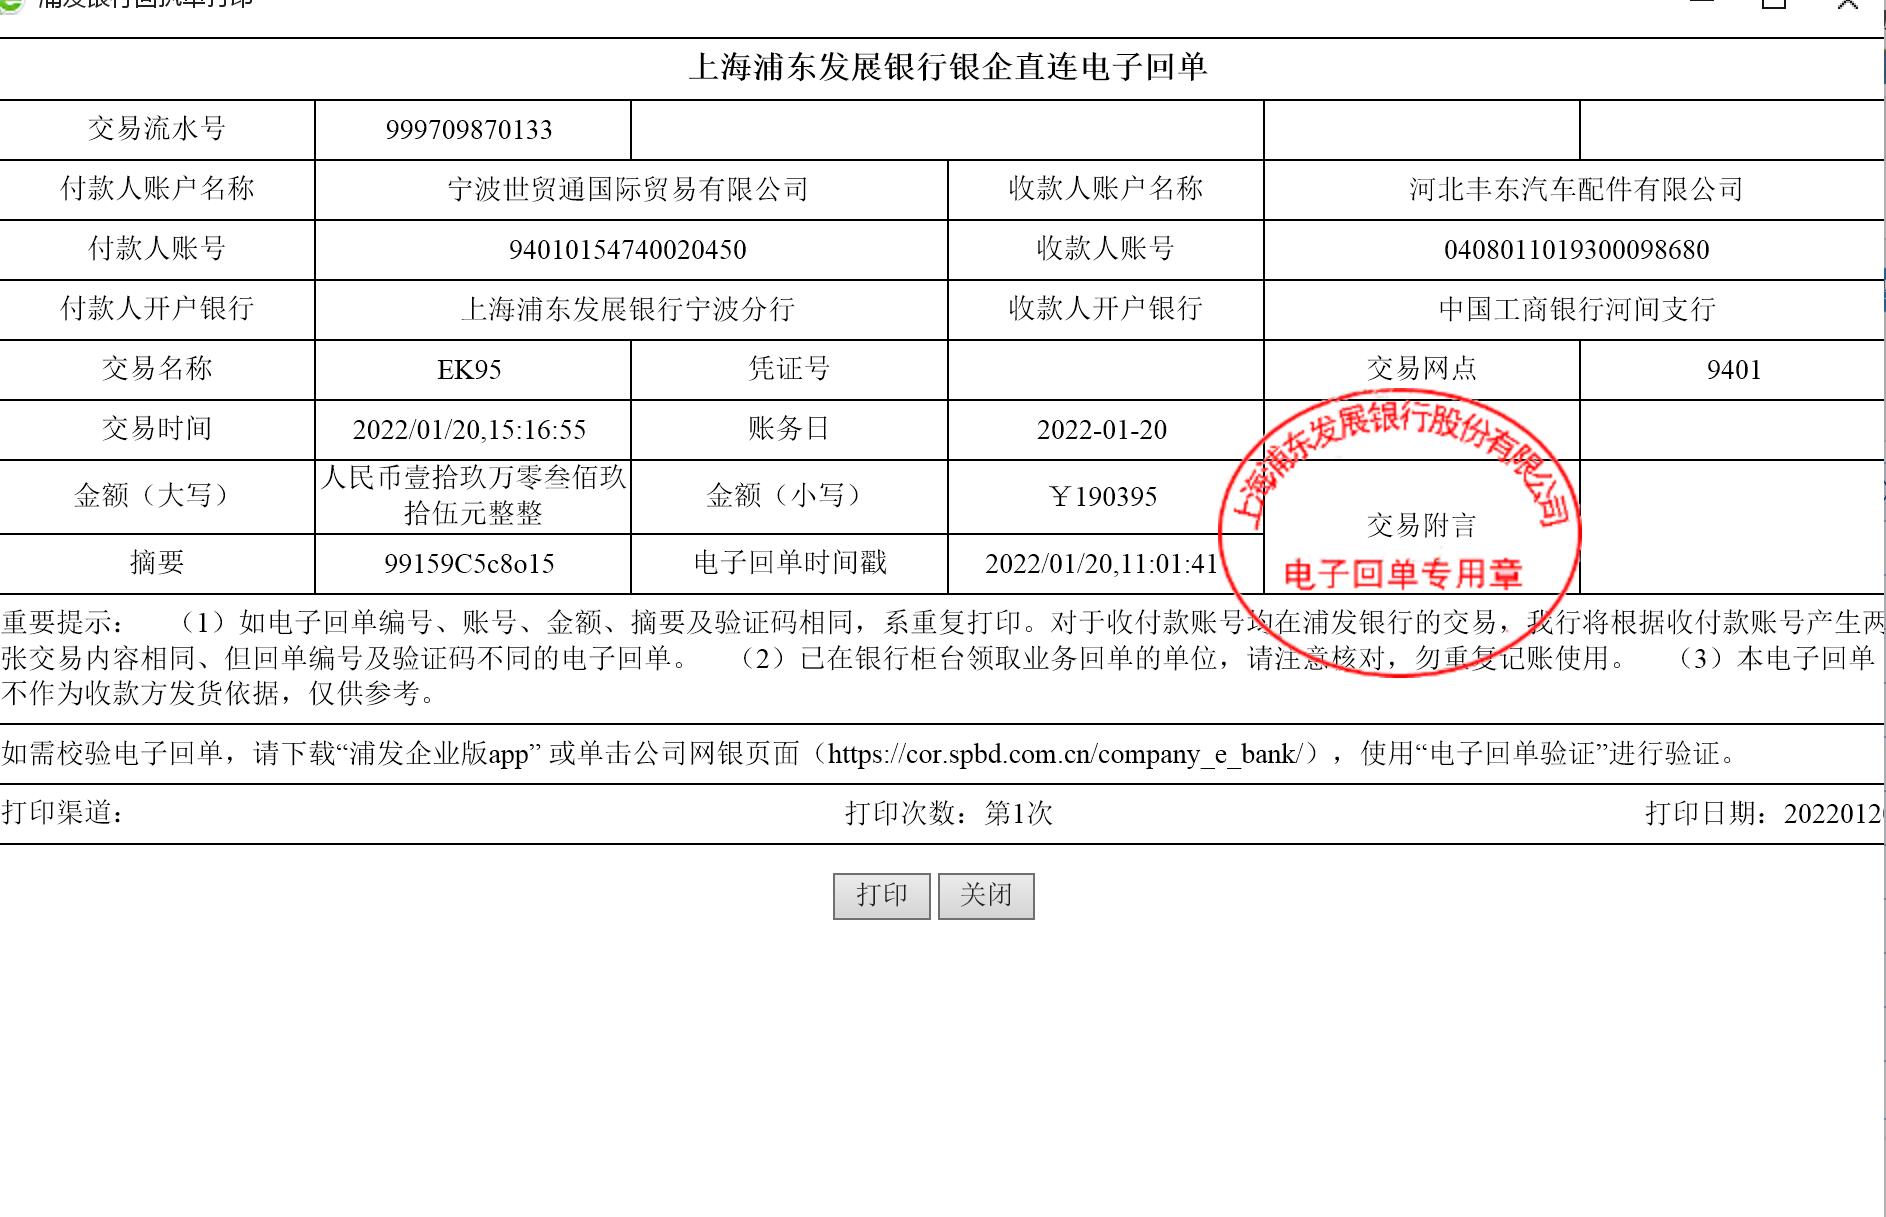 浦发银行回执单打印
上海浦东发展银行银企直连电子回单
交易流水号 999709870133
付款人账户名称 宁波世贸通国际贸易有限公司 收款人账户名称 河北丰东汽车配件有限公司
付款人账号 94010154740020450 收款人账号 0408011019300098680
付款人开户银行 上海浦东发展银行宁波分行 收款人开户银行 中国工商银行河间支行
交易名称 EK95 凭证号 交易网点 9401
交易时间 2022/01/20,15:16:55 账务日 2022-01-20
金额（大写） 人民币壹拾玖万零叁佰玖
拾伍元整整 金额（小写） ￥190395
摘要 99159C5c8o15 电子回单时间戳 2022/01/20,11:01:41 交易附言
上海浦东发展银行股份有限公司
电子回单专用章
重要提示： （1）如电子回单编号、账号、金额、摘要及验证码相同，系重复打印。对于收付款账号均在浦发银行的交易，我行将根据收付款账号产生两
张交易内容相同、但回单编号及验证码不同的电子回单。 （2）已在银行柜台领取业务回单的单位，请注意核对，勿重复记账使用。 （3）本电子回单
不作为收款方发货依据，仅供参考。
如需校验电子回单，请下载“浦发企业版app” 或单击公司网银页面（https://cor.spbd.com.cn/company_e_bank/），使用“电子回单验证”进行验证。
打印渠道： 打印次数：第1次 打印日期：2022012
打印 关闭